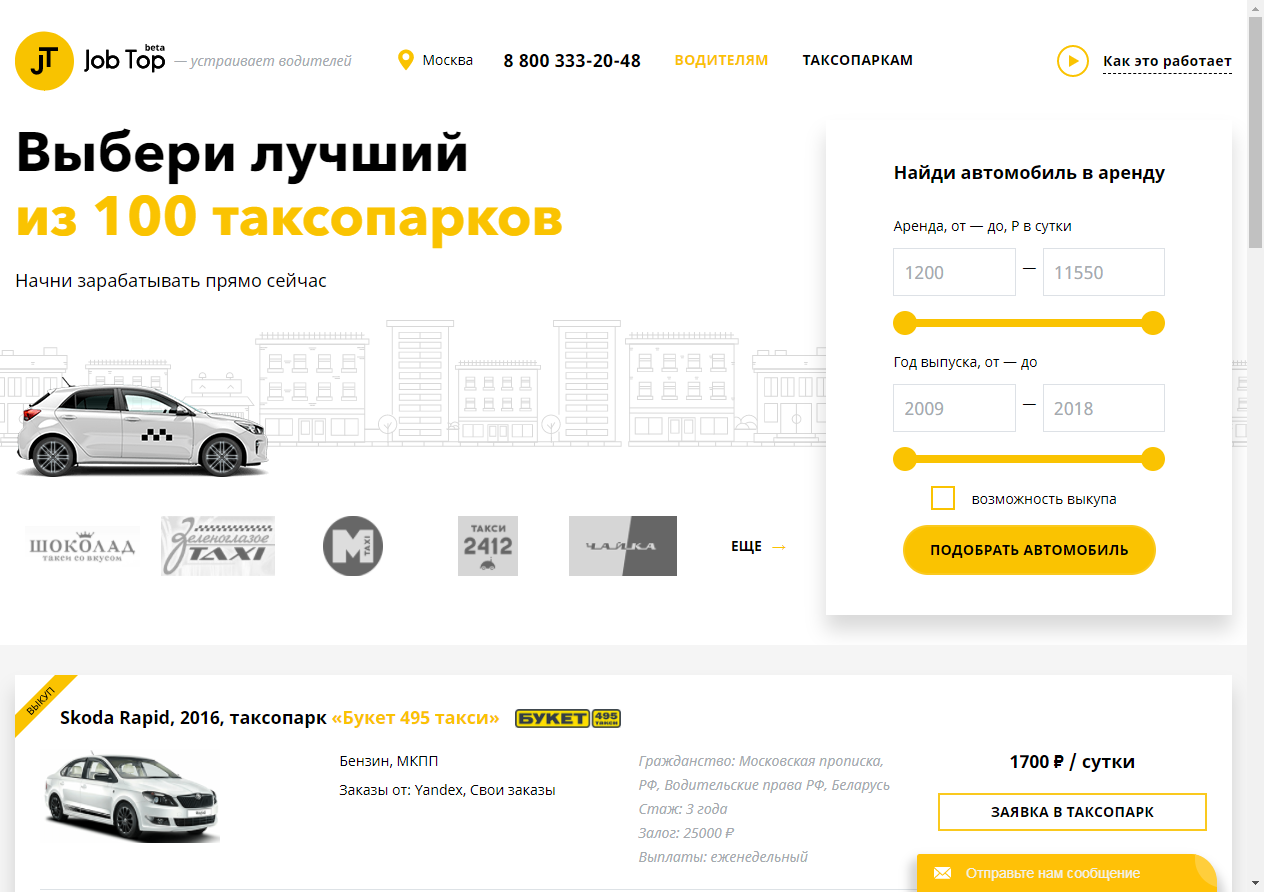 JT Job Top beta — устраивает водителей Москва 8 800 333-20-48 ВОДИТЕЛЯМ ТАКСОПАРКАМ Как это работает
Выбери лучший
из 100 таксопарков
Начни зарабатывать прямо сейчас
Найди автомобиль в аренду
Аренда, от — до, Р в сутки
1200 — 11550
Год выпуска, от — до
2009 — 2018
возможность выкупа
ПОДОБРАТЬ АВТОМОБИЛЬ
ШОКОЛАД
такси со вкусом
Зеленоглазое
TAXI
М TAXI
ТАКСИ
2412
ЧАЙКА
ЕЩЕ →
ВЫКУП
Skoda Rapid, 2016, таксопарк «Букет 495 такси» БУКЕТ 495 ТАКСИ
Бензин, МКПП
Заказы от: Yandex, Свои заказы
Гражданство: Московская прописка,
РФ, Водительские права РФ, Беларусь
Стаж: 3 года
Залог: 25000 ₽
Выплаты: еженедельный
1700 ₽ / сутки
ЗАЯВКА В ТАКСОПАРК
Отправьте нам сообщение